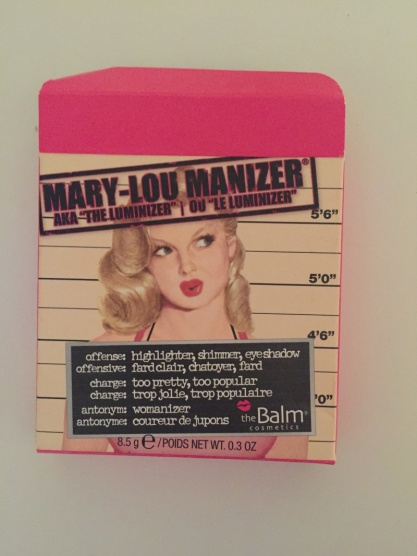 MARY-LOU MANIZER®
AKA "THE LUMINIZER" | OU "LE LUMINIZER"
5'6"
5'0"
4'6"
offense: highlighter, shimmer, eyeshadow
offensive: fard clair, chatoyer, fard
charge: too pretty, too popular
charge: trop jolie, trop populaire
'0"
antonym: womanizer
antonyme: coureur de jupons
theBalm®
cosmetics
8.5 g e/POIDS NET WT. 0.3 OZ